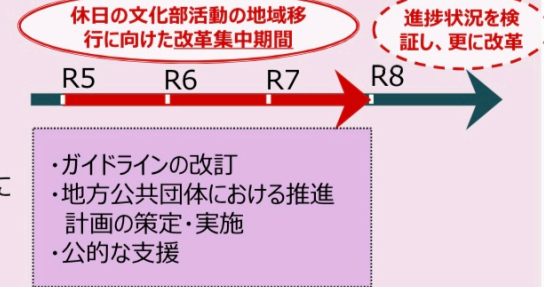 休日の文化部活動の地域移
行に向けた改革集中期間
進捗状況を検
証し、更に改革
R5 R6 R7 R8
に
・ガイドラインの改訂
・地方公共団体における推進
計画の策定・実施
・公的な支援